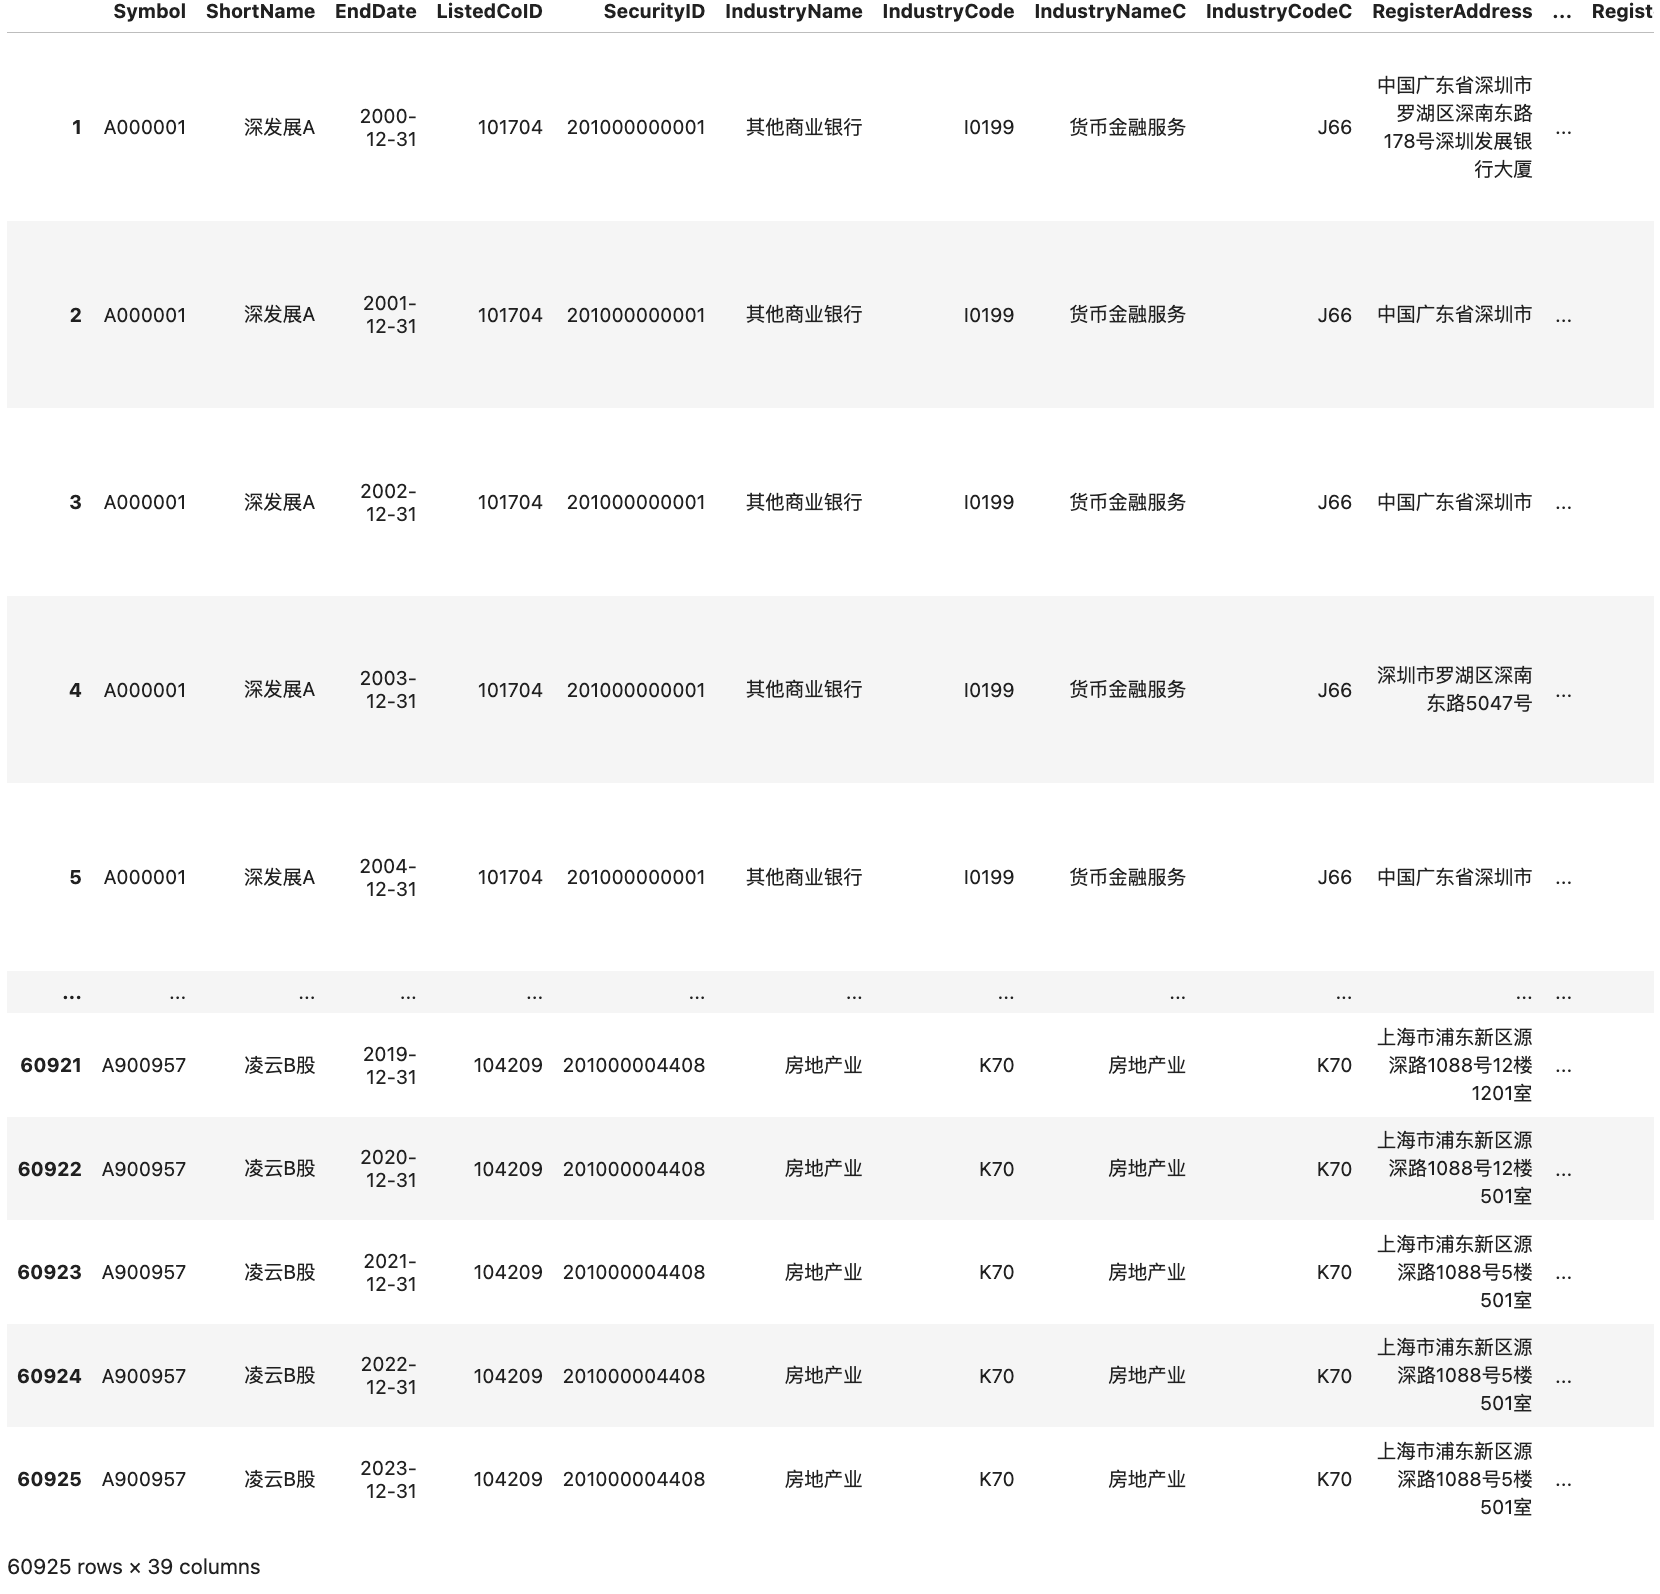 Symbol ShortName EndDate ListedCoID SecurityID IndustryName IndustryCode IndustryNameC IndustryCodeC RegisterAddress ... Regist
1 A000001 深发展A 2000-12-31 101704 201000000001 其他商业银行 I0199 货币金融服务 J66 中国广东省深圳市罗湖区深南东路178号深圳发展银行大厦 ...
2 A000001 深发展A 2001-12-31 101704 201000000001 其他商业银行 I0199 货币金融服务 J66 中国广东省深圳市 ...
3 A000001 深发展A 2002-12-31 101704 201000000001 其他商业银行 I0199 货币金融服务 J66 中国广东省深圳市 ...
4 A000001 深发展A 2003-12-31 101704 201000000001 其他商业银行 I0199 货币金融服务 J66 深圳市罗湖区深南东路5047号 ...
5 A000001 深发展A 2004-12-31 101704 201000000001 其他商业银行 I0199 货币金融服务 J66 中国广东省深圳市 ...
... ... ... ... ... ... ... ... ... ... ... ...
60921 A900957 凌云B股 2019-12-31 104209 201000004408 房地产业 K70 房地产业 K70 上海市浦东新区源深路1088号12楼1201室 ...
60922 A900957 凌云B股 2020-12-31 104209 201000004408 房地产业 K70 房地产业 K70 上海市浦东新区源深路1088号12楼501室 ...
60923 A900957 凌云B股 2021-12-31 104209 201000004408 房地产业 K70 房地产业 K70 上海市浦东新区源深路1088号5楼501室 ...
60924 A900957 凌云B股 2022-12-31 104209 201000004408 房地产业 K70 房地产业 K70 上海市浦东新区源深路1088号5楼501室 ...
60925 A900957 凌云B股 2023-12-31 104209 201000004408 房地产业 K70 房地产业 K70 上海市浦东新区源深路1088号5楼501室 ...
60925 rows × 39 columns